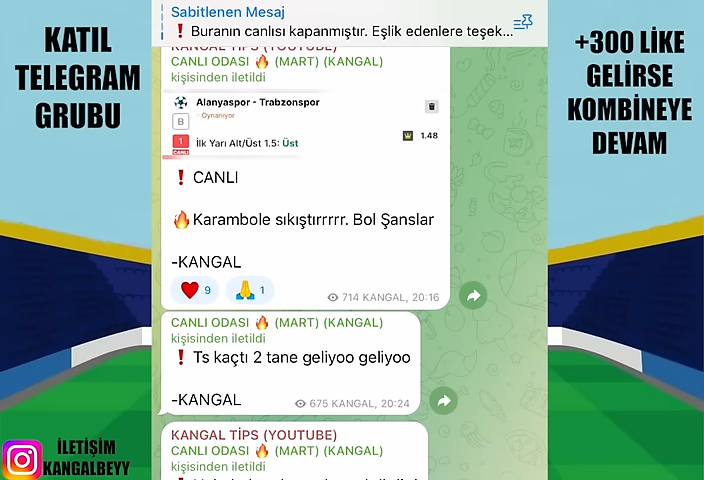 KATIL
TELEGRAM
GRUBU
Sabitlenen Mesaj
❗ Buranın canlısı kapanmıştır. Eşlik edenlere teşek...
KANGAL TIPS (YOUTUBE)
CANLI ODASI 🔥 (MART) (KANGAL)
kişisinden iletildi
Alanyaspor - Trabzonspor
B
- Oynanıyor
1
CANLI
İlk Yarı Alt/Üst 1.5: Üst
1.48
❗ CANLI
🔥Karambole sıkıştırrrrr. Bol Şanslar
-KANGAL
❤️ 9 🙏 1
714 KANGAL, 20:16
CANLI ODASI 🔥 (MART) (KANGAL)
kişisinden iletildi
❗ Ts kaçtı 2 tane geliyoo geliyoo
-KANGAL
675 KANGAL, 20:24
KANGAL TİPS (YOUTUBE)
CANLI ODASI 🔥 (MART) (KANGAL)
kişisinden iletildi
+300 LİKE
GELİRSE
KOMBİNEYE
DEVAM
İLETİŞİM
KANGALBEYY